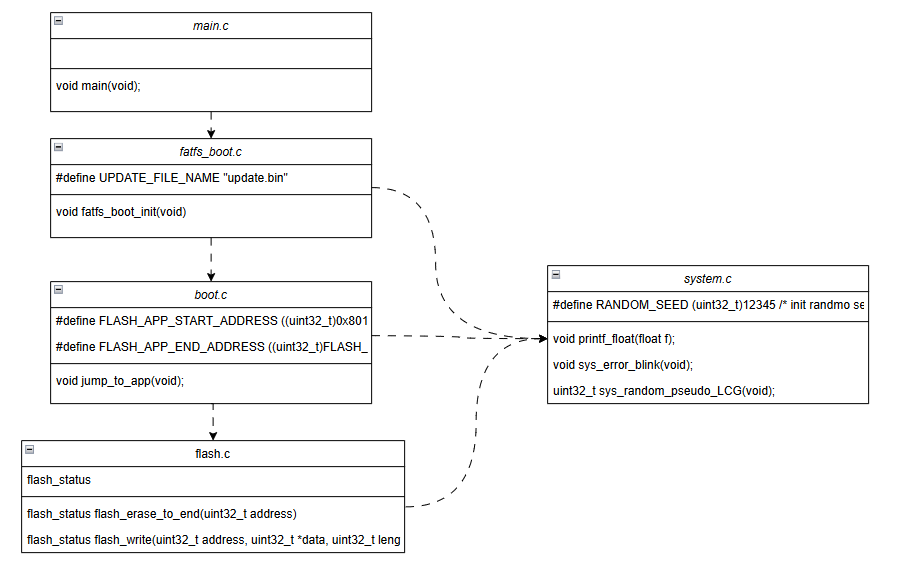 main.c
void main(void);
fatfs_boot.c
#define UPDATE_FILE_NAME "update.bin"
void fatfs_boot_init(void)
boot.c
#define FLASH_APP_START_ADDRESS ((uint32_t)0x801
#define FLASH_APP_END_ADDRESS ((uint32_t)FLASH_
void jump_to_app(void);
flash.c
flash_status
flash_status flash_erase_to_end(uint32_t address)
flash_status flash_write(uint32_t address, uint32_t *data, uint32_t leng
system.c
#define RANDOM_SEED (uint32_t)12345 /* init randmo se
void printf_float(float f);
void sys_error_blink(void);
uint32_t sys_random_pseudo_LCG(void);